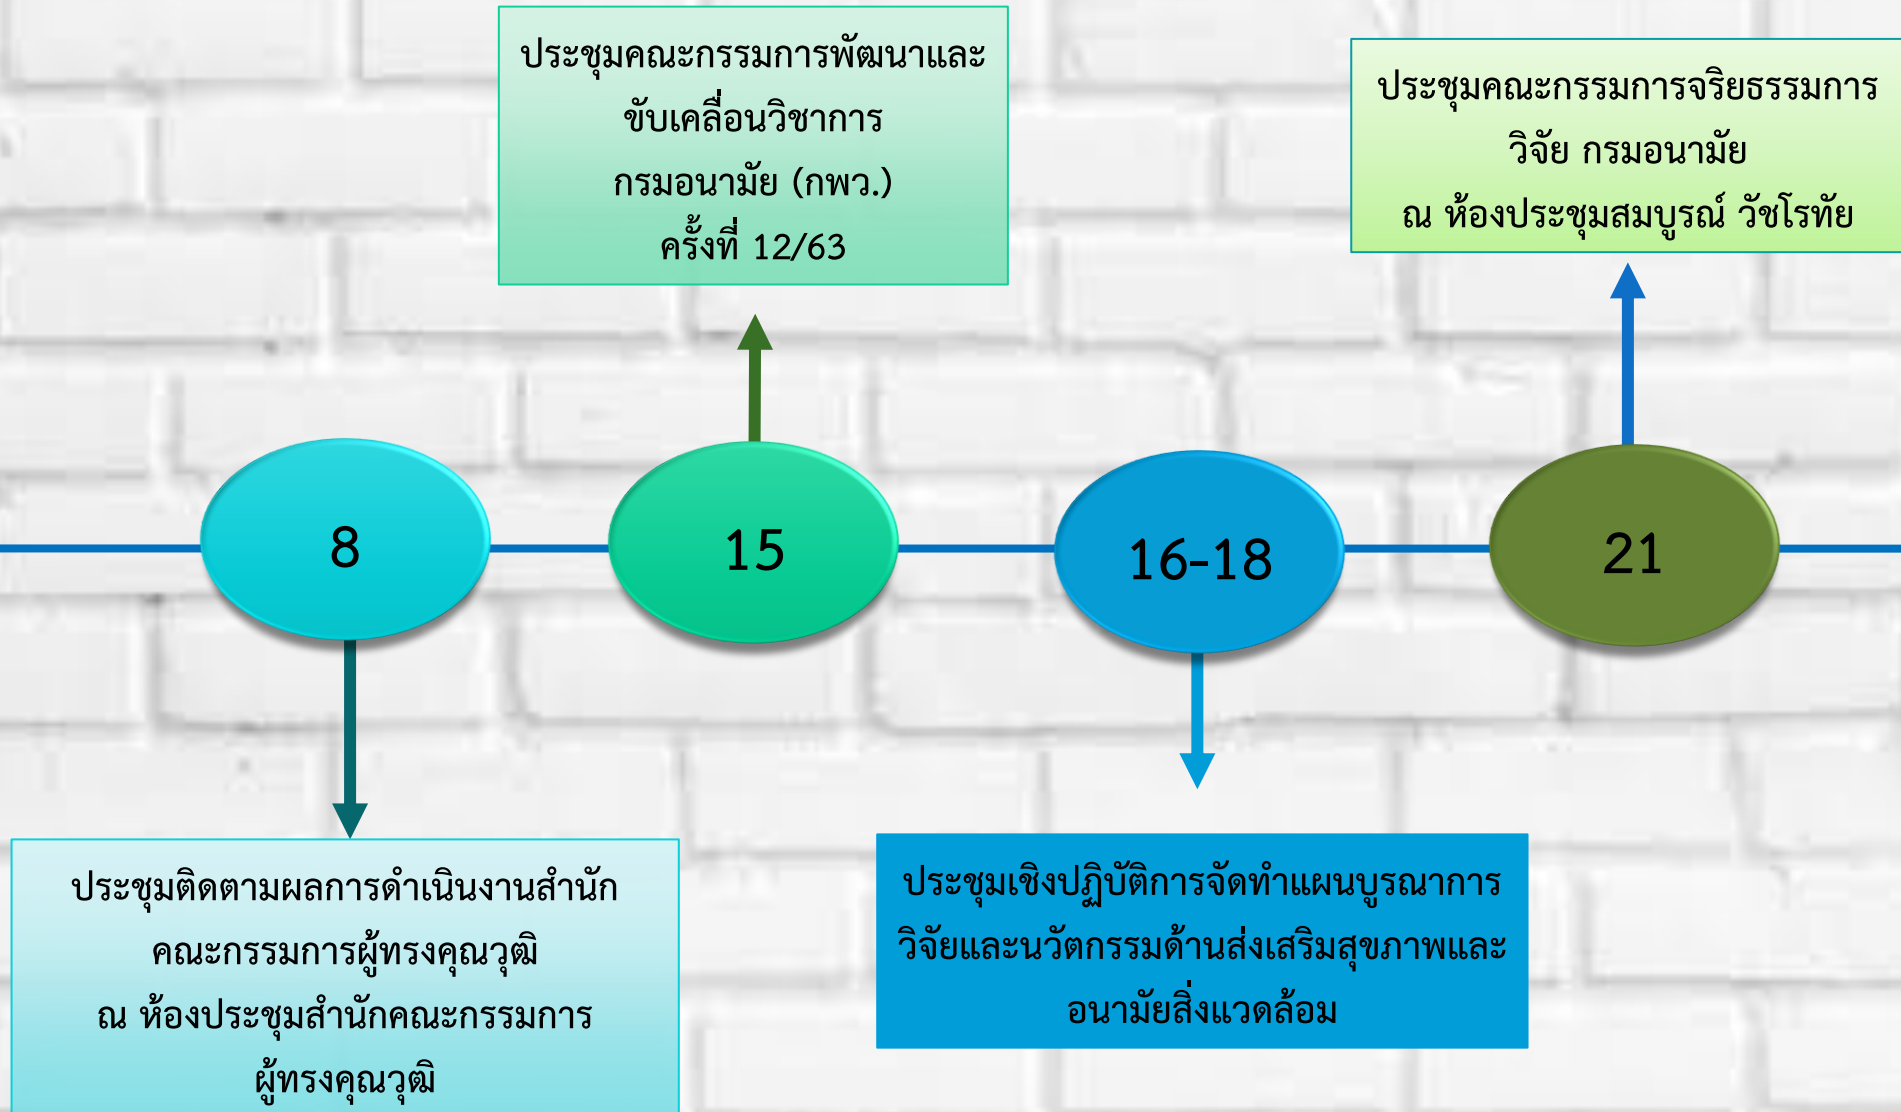 ประชุมคณะกรรมการพัฒนาและ
ขับเคลื่อนวิชาการ
กรมอนามัย (กพว.)
ครั้งที่ 12/63
ประชุมคณะกรรมการจริยธรรมการ
วิจัย กรมอนามัย
ณ ห้องประชุมสมบูรณ์ วัชโรทัย
8
15
16-18
21
ประชุมติดตามผลการดำเนินงานสำนัก
คณะกรรมการผู้ทรงคุณวุฒิ
ณ ห้องประชุมสำนักคณะกรรมการ
ผู้ทรงคุณวุฒิ
ประชุมเชิงปฏิบัติการจัดทำแผนบูรณาการ
วิจัยและนวัตกรรมด้านส่งเสริมสุขภาพและ
อนามัยสิ่งแวดล้อม